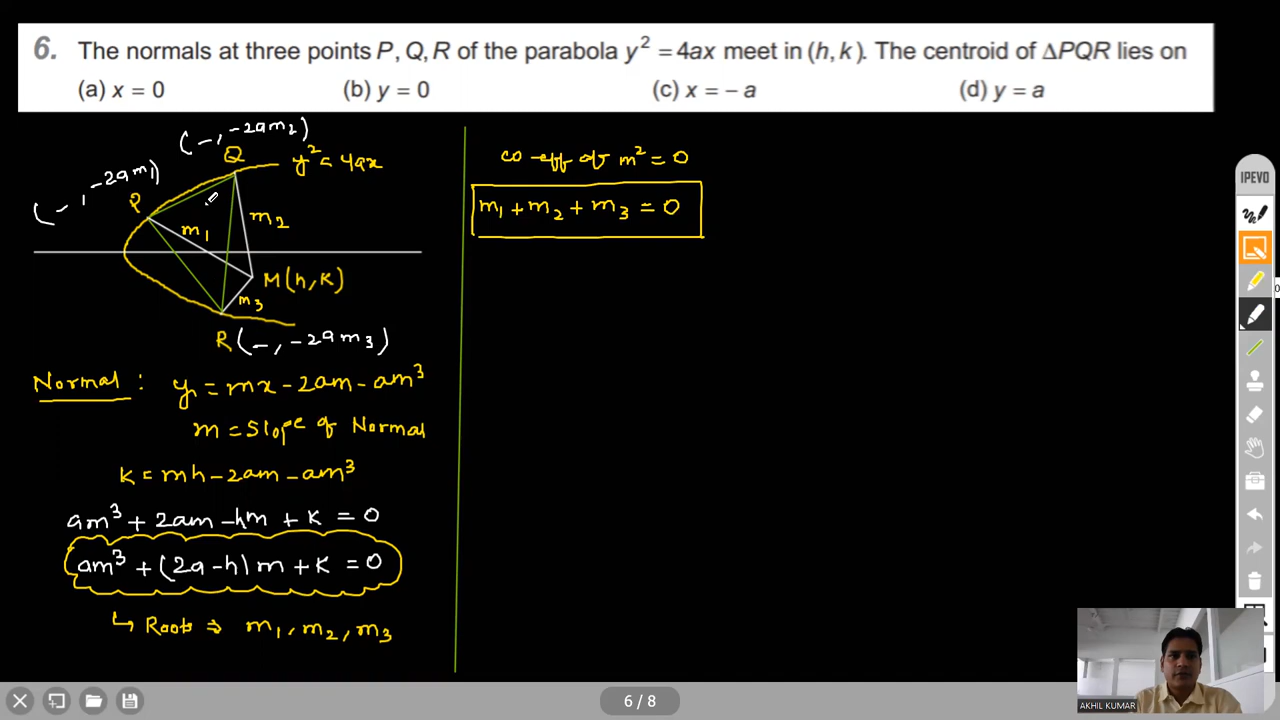 6. The normals at three points P, Q, R of the parabola y² = 4ax meet in (h, k). The centroid of ΔPQR lies on
(a) x = 0 (b) y = 0 (c) x = – a (d) y = a
(–, -2am₂)
Q y² = 4ax
(–, -2am₁)
P
m₁ m₂
M(h, k)
m₃
R (–, -2am₃)
Normal : y = mx - 2am - am³
m = Slope of Normal
k = mh - 2am - am³
am³ + 2am - hm + k = 0
am³ + (2a-h) m + k = 0
↳ Roots ⇒ m₁, m₂, m₃
co eff of m² = 0
m₁ + m₂ + m₃ = 0
IPEVO
6 / 8
AKHIL KUMAR